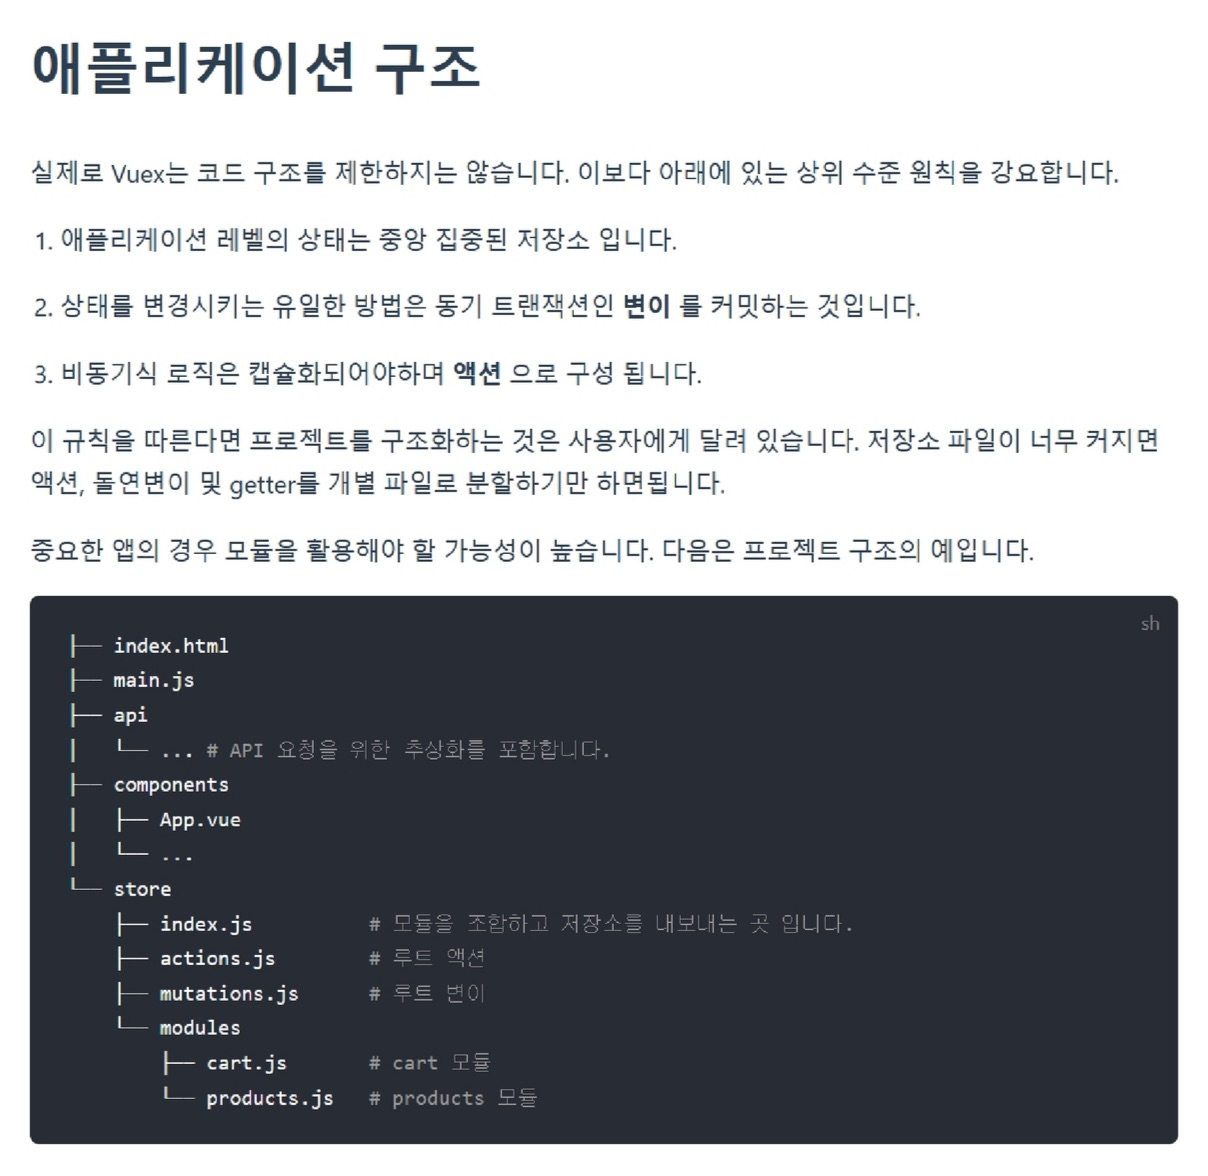 애플리케이션 구조
실제로 Vuex는 코드 구조를 제한하지는 않습니다. 이보다 아래에 있는 상위 수준 원칙을 강요합니다.
1. 애플리케이션 레벨의 상태는 중앙 집중된 저장소 입니다.
2. 상태를 변경시키는 유일한 방법은 동기 트랜잭션인 변이 를 커밋하는 것입니다.
3. 비동기식 로직은 캡슐화되어야하며 액션 으로 구성 됩니다.
이 규칙을 따른다면 프로젝트를 구조화하는 것은 사용자에게 달려 있습니다. 저장소 파일이 너무 커지면
액션, 돌연변이 및 getter를 개별 파일로 분할하기만 하면됩니다.
중요한 앱의 경우 모듈을 활용해야 할 가능성이 높습니다. 다음은 프로젝트 구조의 예입니다.
sh
├── index.html
├── main.js
├── api
│   └── ... # API 요청을 위한 추상화를 포함합니다.
├── components
│   ├── App.vue
│   └── ...
└── store
    ├── index.js          # 모듈을 조합하고 저장소를 내보내는 곳 입니다.
    ├── actions.js        # 루트 액션
    ├── mutations.js      # 루트 변이
    └── modules
        ├── cart.js       # cart 모듈
        └── products.js   # products 모듈